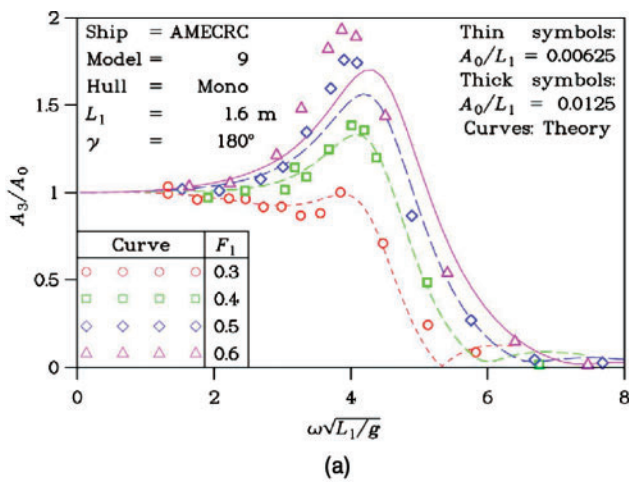 Ship = AMECRC
Model = 9
Hull = Mono
L₁ = 1.6 m
γ = 180°
Thin symbols:
A₀/L₁ = 0.00625
Thick symbols:
A₀/L₁ = 0.0125
Curves: Theory
2
1.5
1
0.5
0
A₃/A₀
Curve F₁
0.3
0.4
0.5
0.6
0 2 4 6 8
ω√L₁/g
(a)